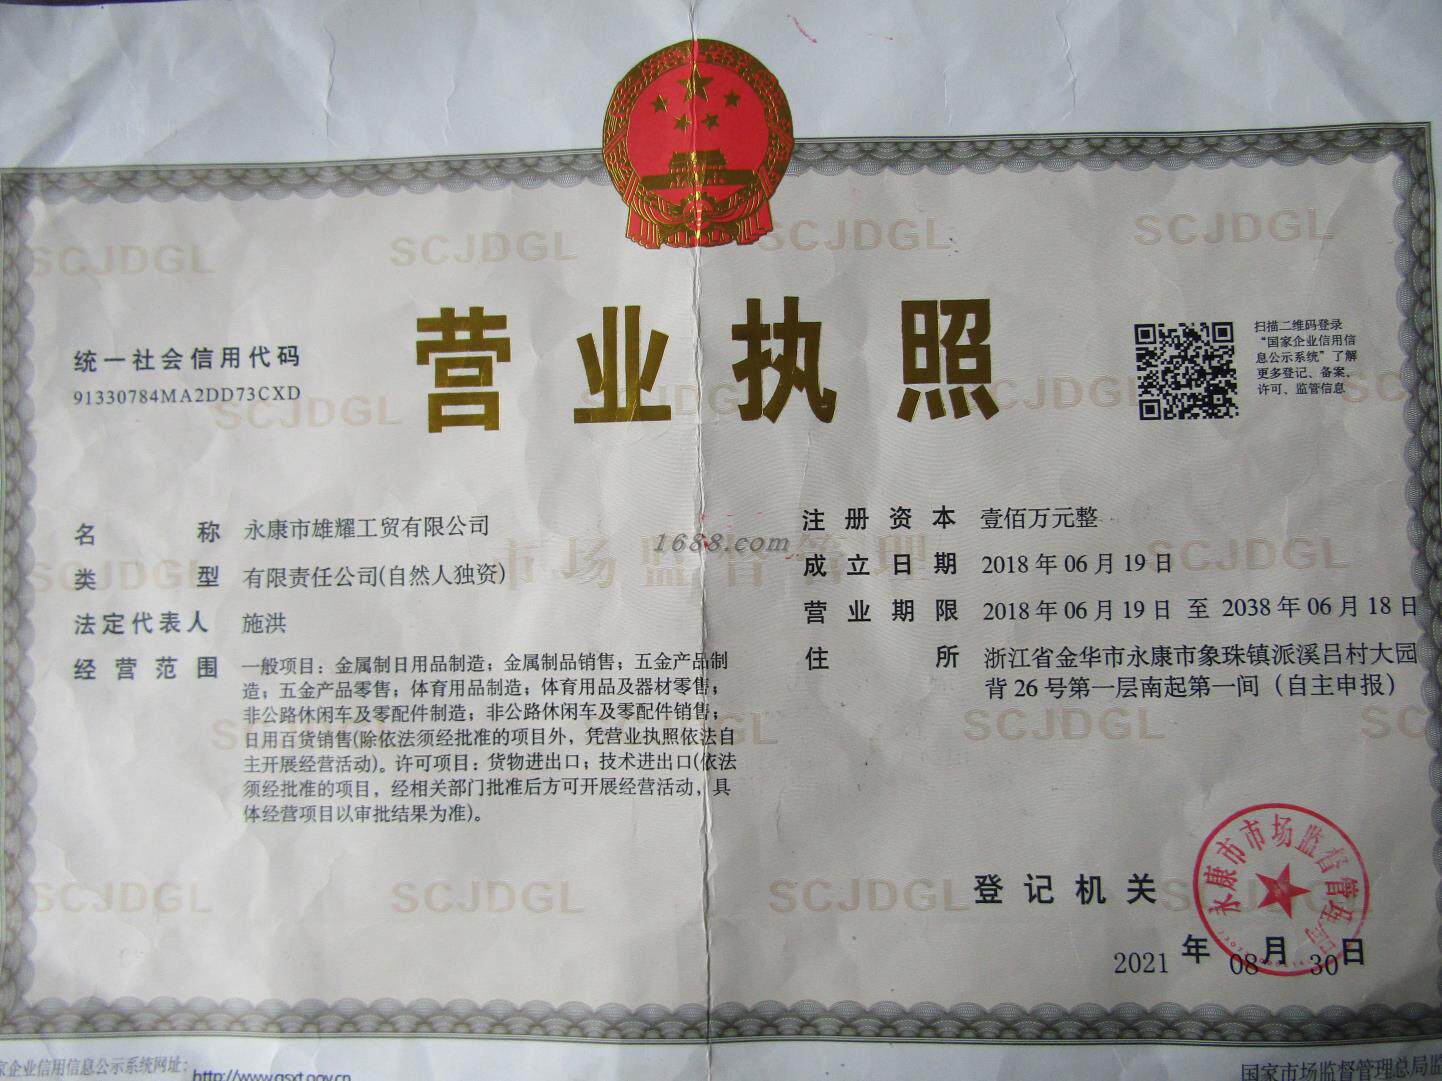 营业执照
统一社会信用代码
91330784MA2DD73CXD
扫描二维码登录
“国家企业信用信
息公示系统”了解
更多登记、备案、
许可、监管信息
名 称 永康市雄耀工贸有限公司
类 型 有限责任公司(自然人独资)
法定代表人 施洪
经营范围 一般项目：金属制日用品制造；金属制品销售；五金产品制
造；五金产品零售；体育用品制造；体育用品及器材零售；
非公路休闲车及零配件制造；非公路休闲车及零配件销售；
日用百货销售(除依法须经批准的项目外，凭营业执照依法自
主开展经营活动)。许可项目：货物进出口；技术进出口(依法
须经批准的项目，经相关部门批准后方可开展经营活动，具
体经营项目以审批结果为准)。
注册资本 壹佰万元整
成立日期 2018年06月19日
营业期限 2018年06月19日 至 2038年06月18日
住 所 浙江省金华市永康市象珠镇派溪吕村大园
背26号第一层南起第一间（自主申报）
1688.com
市场监督管理
SCJDGL
登记机关
永康市市场监督管理局
2021 年 08 月 30 日
家企业信用信息公示系统网址：
http://www.gsxt.gov.cn
国家市场监督管理总局监